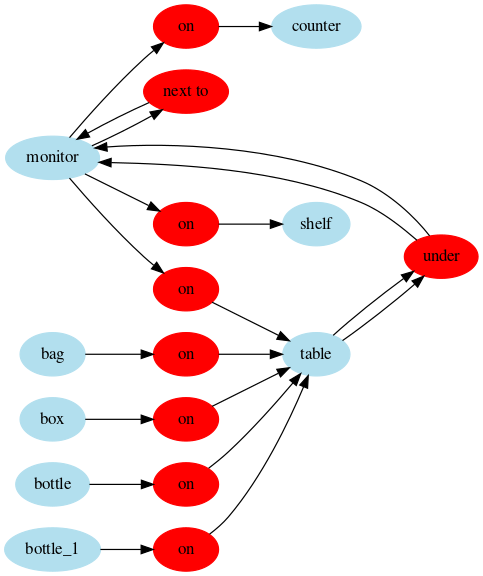 on
counter
next to
monitor
on
shelf
under
on
bag
on
table
box
on
bottle
on
bottle_1
on